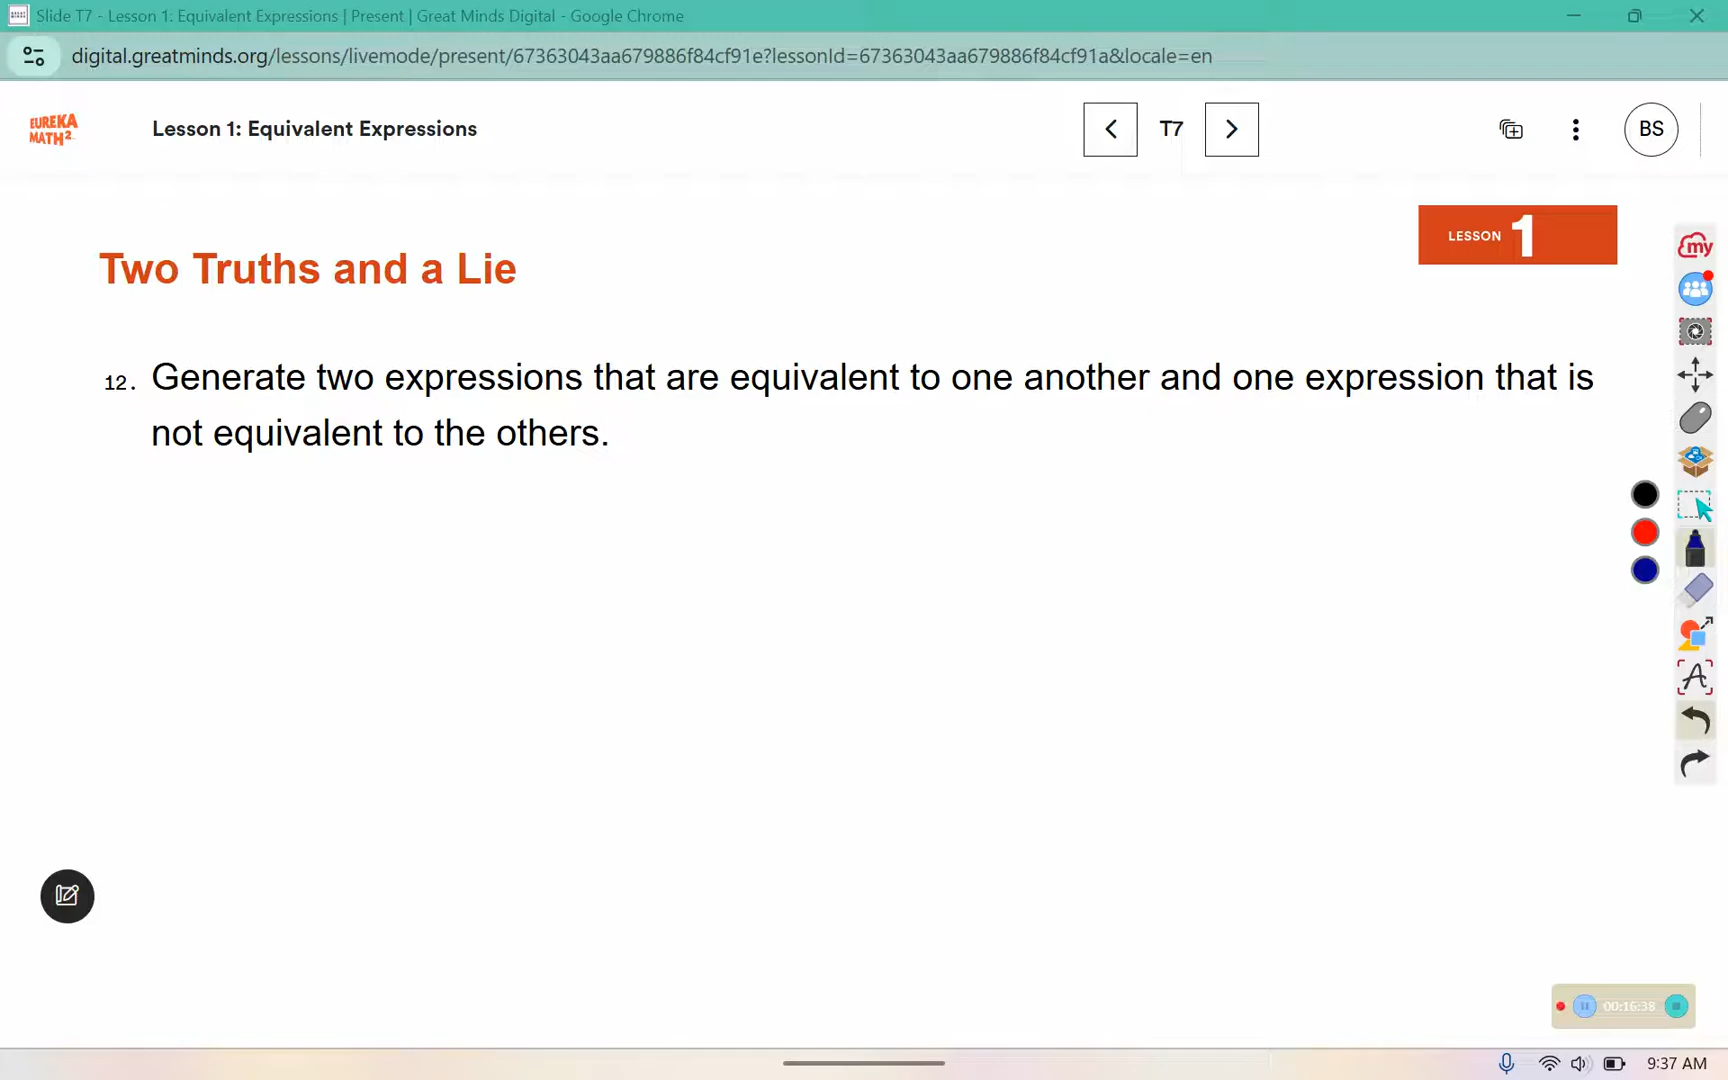 Slide T7 - Lesson 1: Equivalent Expressions | Present | Great Minds Digital - Google Chrome
digital.greatminds.org/lessons/livemode/present/67363043aa679886f84cf91e?lessonId=67363043aa679886f84cf91a&locale=en
EUREKA
MATH2
Lesson 1: Equivalent Expressions
T7
BS
LESSON 1
my
Two Truths and a Lie
12. Generate two expressions that are equivalent to one another and one expression that is
not equivalent to the others.
A
00:16:38
9:37 AM